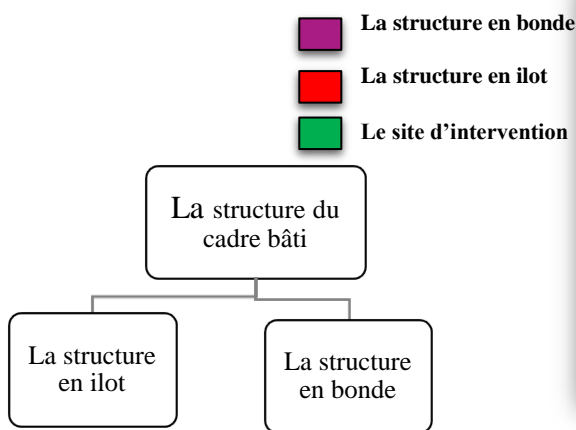 La structure en bonde
La structure en ilot
Le site d’intervention
La structure du
cadre bâti
La structure
en ilot
La structure
en bonde